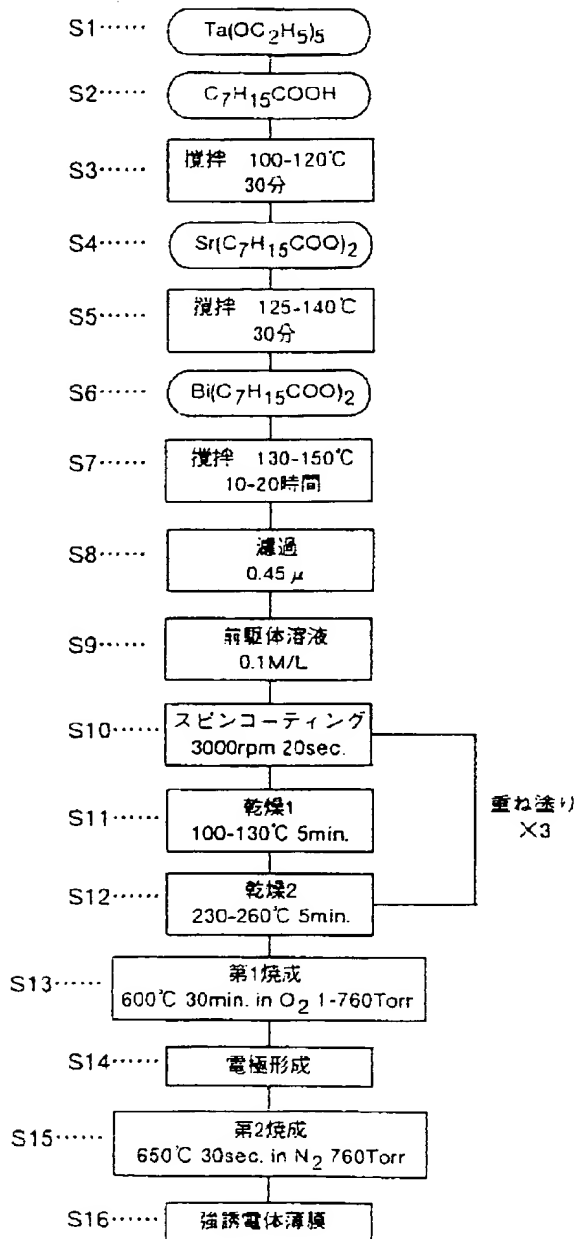 S1…… Ta(OC2H5)5
S2…… C7H15COOH
S3…… 攪拌 100-120℃
30分
S4…… Sr(C7H15COO)2
S5…… 攪拌 125-140℃
30分
S6…… Bi(C7H15COO)2
S7…… 攪拌 130-150℃
10-20時間
S8…… 濾過
0.45 μ
S9…… 前駆体溶液
0.1M/L
S10…… スピンコーティング
3000rpm 20sec.
S11…… 乾燥1
100-130℃ 5min.
重ね塗り
×3
S12…… 乾燥2
230-260℃ 5min.
S13…… 第1焼成
600℃ 30min. in O2 1-760Torr
S14…… 電極形成
S15…… 第2焼成
650℃ 30sec. in N2 760Torr
S16…… 強誘電体薄膜